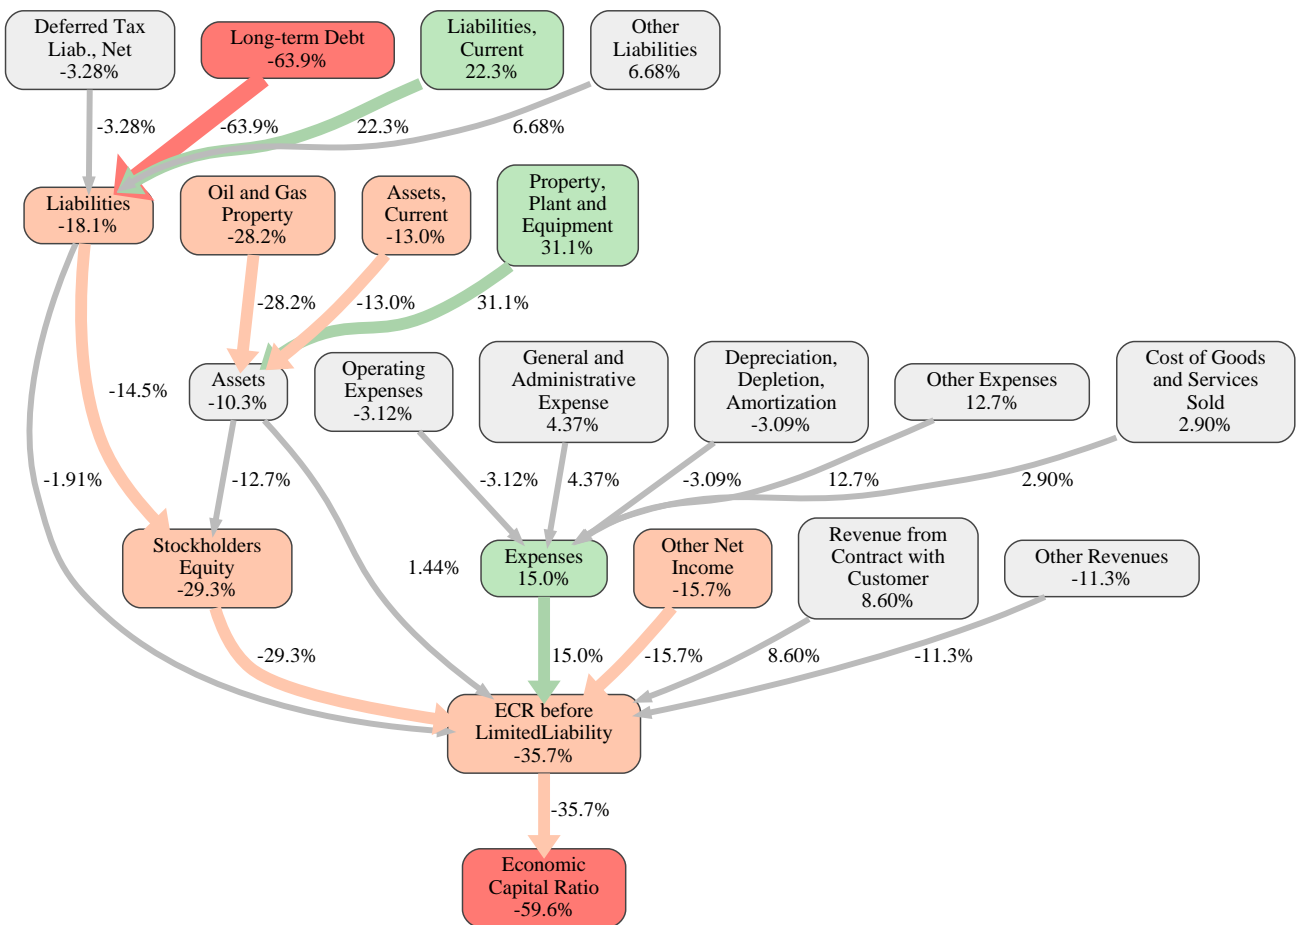 Deferred Tax
Liab., Net
-3.28%
Long-term Debt
-63.9%
Liabilities,
Current
22.3%
Other
Liabilities
6.68%
-3.28%
-63.9%
22.3%
6.68%
Liabilities
-18.1%
Oil and Gas
Property
-28.2%
Assets,
Current
-13.0%
Property,
Plant and
Equipment
31.1%
-28.2%
-13.0%
31.1%
Assets
-10.3%
Operating
Expenses
-3.12%
General and
Administrative
Expense
4.37%
Depreciation,
Depletion,
Amortization
-3.09%
Other Expenses
12.7%
Cost of Goods
and Services
Sold
2.90%
-14.5%
-1.91%
-12.7%
-3.12%
4.37%
-3.09%
12.7%
2.90%
Stockholders
Equity
-29.3%
1.44%
Expenses
15.0%
Other Net
Income
-15.7%
Revenue from
Contract with
Customer
8.60%
Other Revenues
-11.3%
-29.3%
15.0%
-15.7%
8.60%
-11.3%
ECR before
LimitedLiability
-35.7%
-35.7%
Economic
Capital Ratio
-59.6%